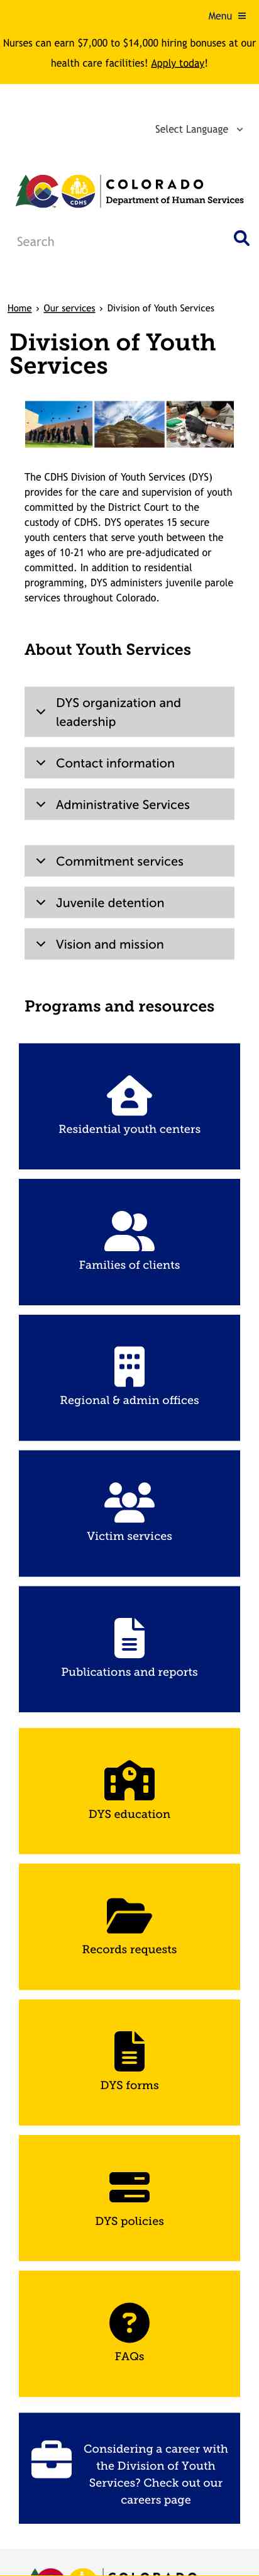 Menu
Nurses can earn $7,000 to $14,000 hiring bonuses at our
health care facilities! Apply today!
Select Language
CDHS
COLORADO
Department of Human Services
Search
Home › Our services › Division of Youth Services
Division of Youth
Services
The CDHS Division of Youth Services (DYS)
provides for the care and supervision of youth
committed by the District Court to the
custody of CDHS. DYS operates 15 secure
youth centers that serve youth between the
ages of 10-21 who are pre-adjudicated or
committed. In addition to residential
programming, DYS administers juvenile parole
services throughout Colorado.
About Youth Services
DYS organization and
leadership
Contact information
Administrative Services
Commitment services
Juvenile detention
Vision and mission
Programs and resources
Residential youth centers
Families of clients
Regional & admin offices
Victim services
Publications and reports
DYS education
Records requests
DYS forms
DYS policies
FAQs
Considering a career with
the Division of Youth
Services? Check out our
careers page